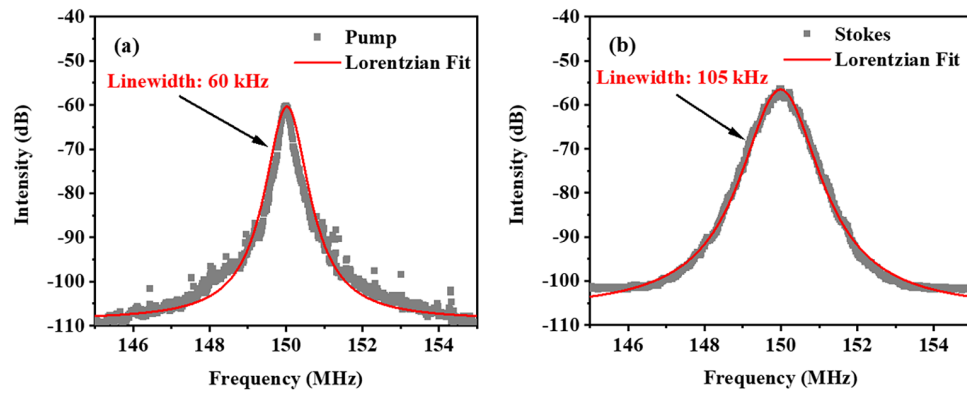 (a)
Pump
Lorentzian Fit
Linewidth: 60 kHz
Intensity (dB)
-40
-50
-60
-70
-80
-90
-100
-110
146
148
150
152
154
Frequency (MHz)
(b)
Stokes
Lorentzian Fit
Linewidth: 105 kHz
Intensity (dB)
-40
-50
-60
-70
-80
-90
-100
-110
146
148
150
152
154
Frequency (MHz)